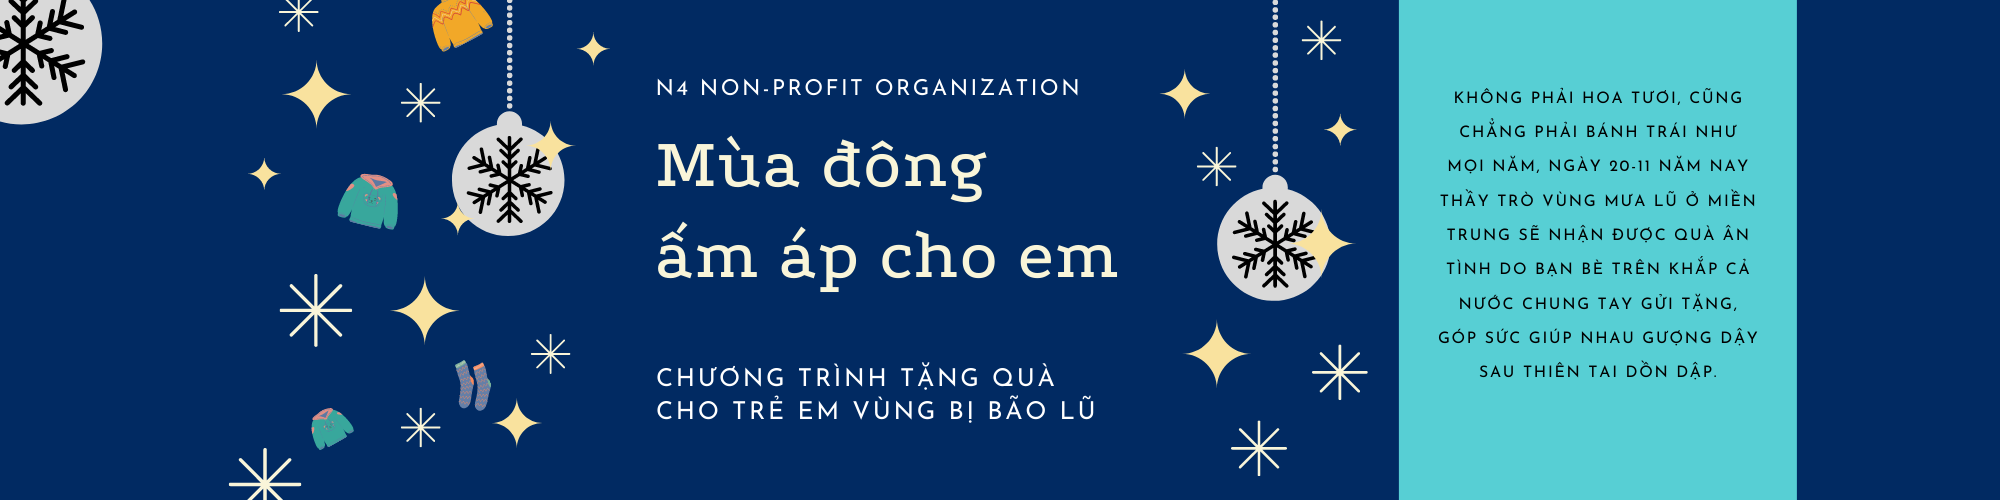 N4 NON-PROFIT ORGANIZATION
Mùa đông
ấm áp cho em
CHƯƠNG TRÌNH TẶNG QUÀ
CHO TRẺ EM VÙNG BỊ BÃO LŨ
KHÔNG PHẢI HOA TƯƠI, CŨNG
CHẲNG PHẢI BÁNH TRÁI NHƯ
MỌI NĂM, NGÀY 20-11 NĂM NAY
THẦY TRÒ VÙNG MƯA LŨ Ở MIỀN
TRUNG SẼ NHẬN ĐƯỢC QUÀ ÂN
TÌNH DO BẠN BÈ TRÊN KHẮP CẢ
NƯỚC CHUNG TAY GỬI TẶNG,
GÓP SỨC GIÚP NHAU GƯỢNG DẬY
SAU THIÊN TAI DỒN DẬP.